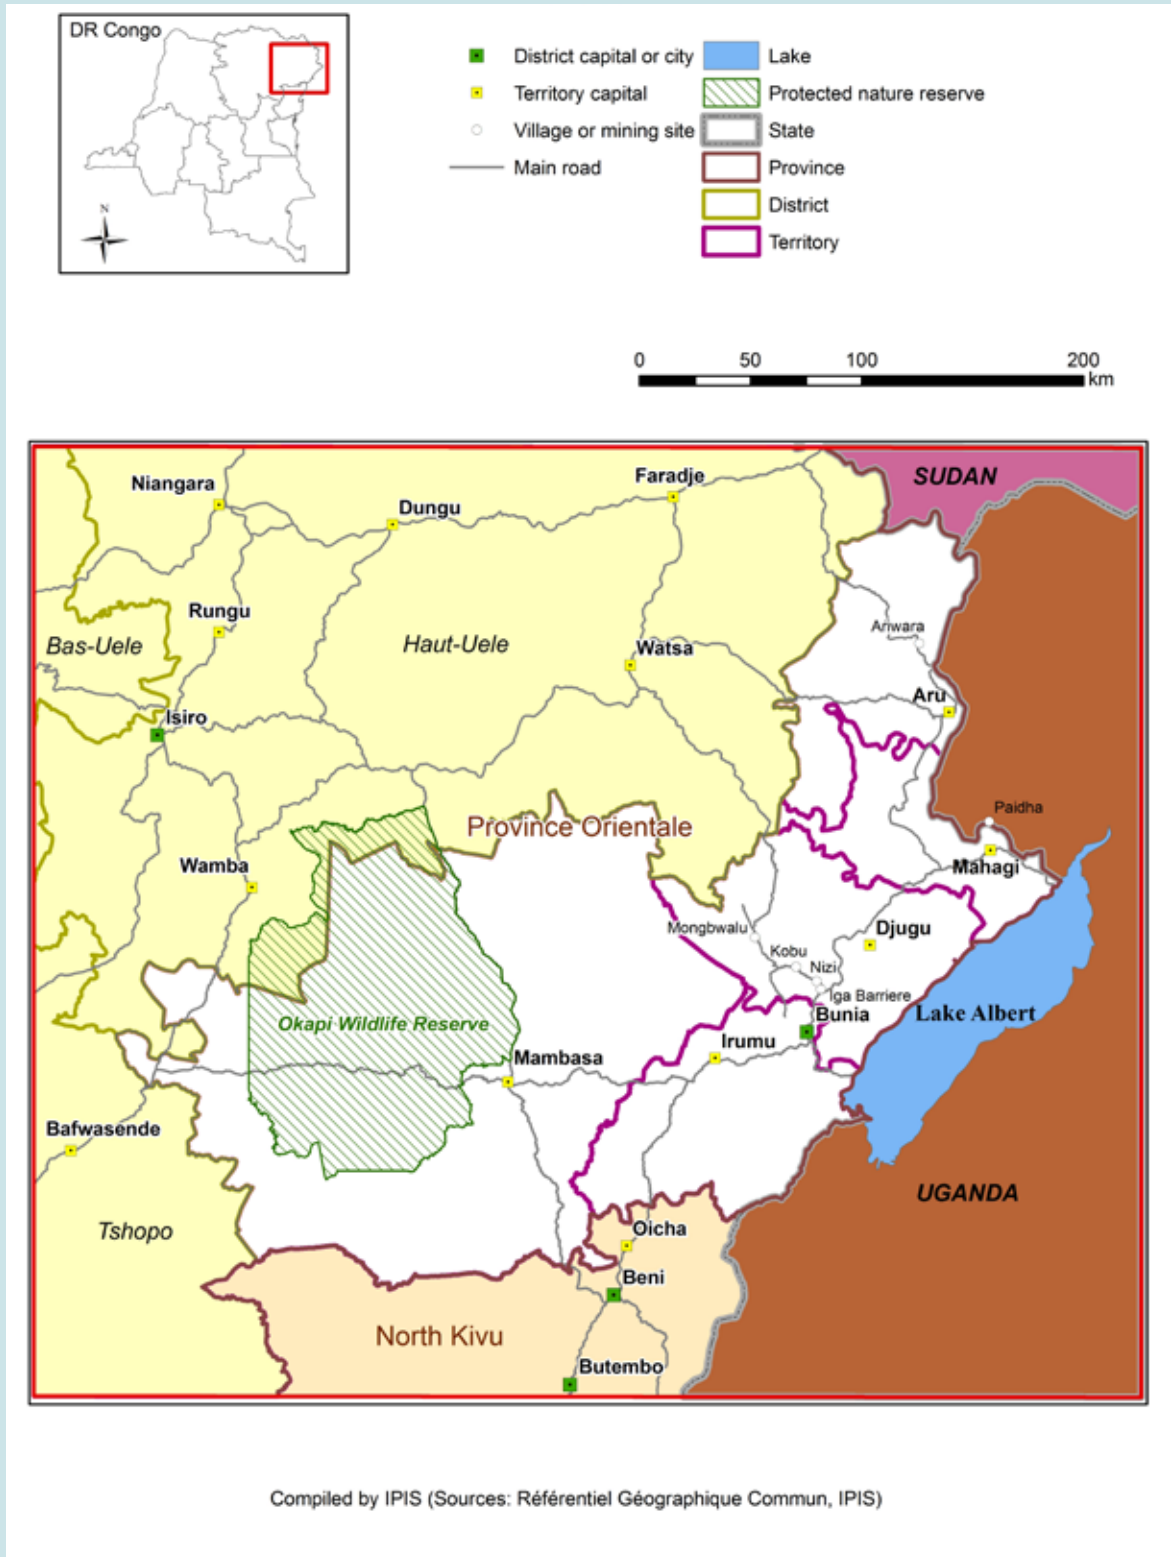 DR Congo
N
District capital or city
Territory capital
Village or mining site
Main road
Lake
Protected nature reserve
State
Province
District
Territory
0 50 100 200
km
SUDAN
Niangara
Faradje
Dungu
Rungu
Anwara
Bas-Uele
Haut-Uele
Watsa
Aru
Isiro
Paidha
Province Orientale
Wamba
Mahagi
Mongbwalu
Djugu
Kobu
Nizi
Iga Barriere
Okapi Wildlife Reserve
Bunia
Lake Albert
Irumu
Mambasa
Bafwasende
UGANDA
Tshopo
Oicha
Beni
North Kivu
Butembo
Compiled by IPIS (Sources: Référentiel Géographique Commun, IPIS)